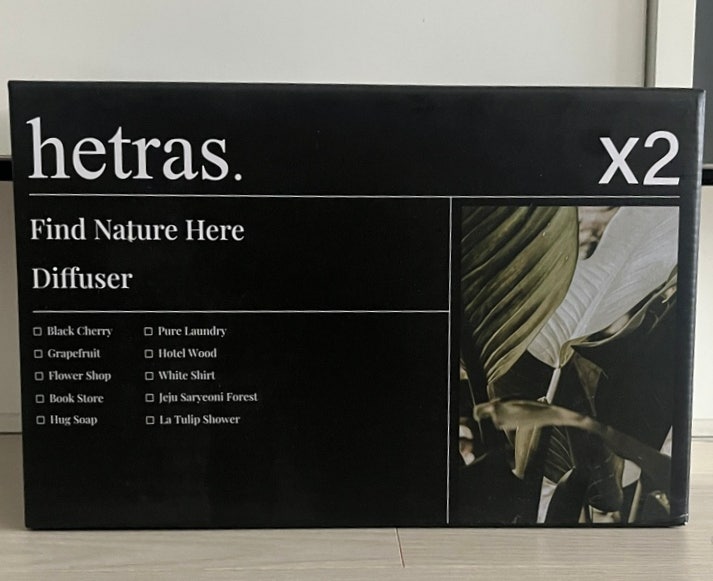 hetras.
x2
Find Nature Here
Diffuser
☐ Black Cherry
☐ Grapefruit
☐ Flower Shop
☐ Book Store
☐ Hug Soap
☐ Pure Laundry
☐ Hotel Wood
☐ White Shirt
☐ Jeju Saryeoni Forest
☐ La Tulip Shower